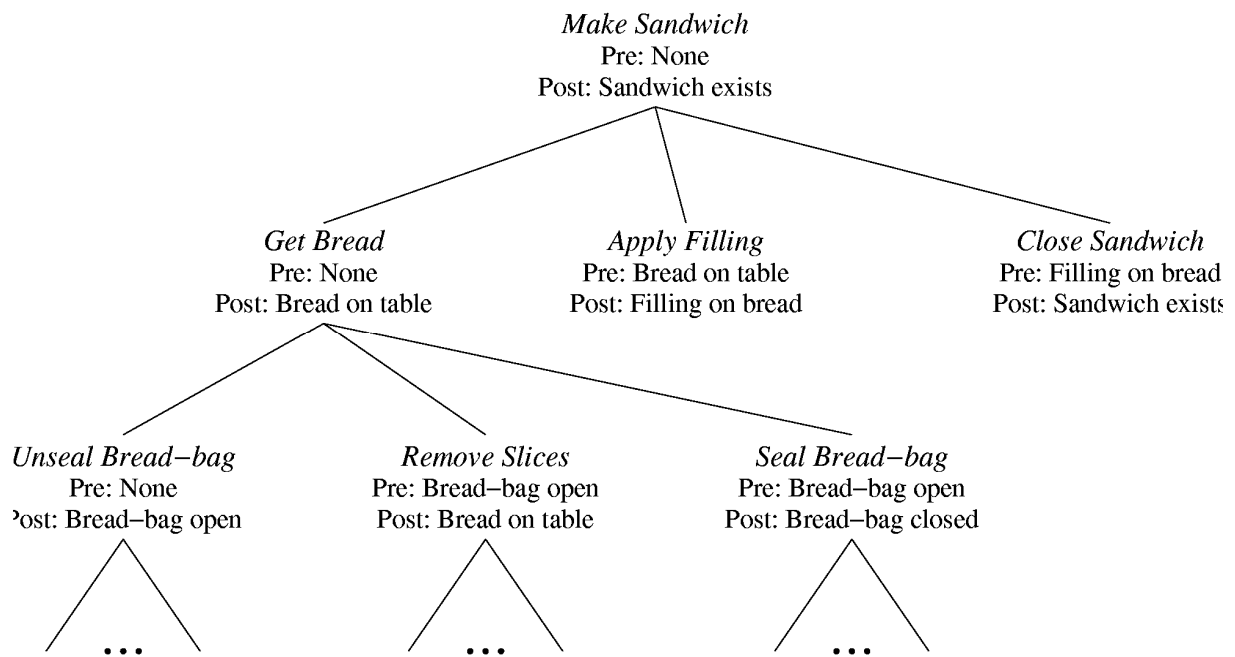 Make Sandwich
Pre: None
Post: Sandwich exists
Get Bread
Pre: None
Post: Bread on table
Apply Filling
Pre: Bread on table
Post: Filling on bread
Close Sandwich
Pre: Filling on bread
Post: Sandwich exists
Unseal Bread−bag
Pre: None
Post: Bread−bag open
Remove Slices
Pre: Bread−bag open
Post: Bread on table
Seal Bread−bag
Pre: Bread−bag open
Post: Bread−bag closed
...
...
...